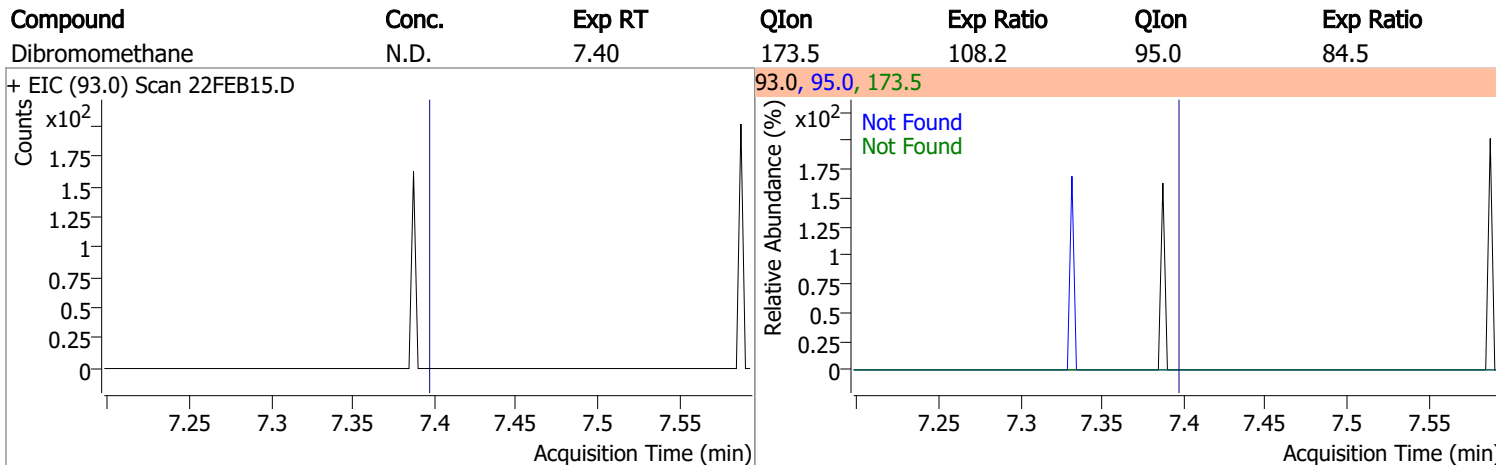 Compound Conc. Exp RT QIon Exp Ratio QIon Exp Ratio
Dibromomethane N.D. 7.40 173.5 108.2 95.0 84.5
+ EIC (93.0) Scan 22FEB15.D
Counts
x10²
1.75
1.5
1.25
1
0.75
0.5
0.25
0
7.25 7.3 7.35 7.4 7.45 7.5 7.55
Acquisition Time (min)
93.0, 95.0, 173.5
Relative Abundance (%)
x10²
Not Found
Not Found
1.75
1.5
1.25
1
0.75
0.5
0.25
0
7.25 7.3 7.35 7.4 7.45 7.5 7.55
Acquisition Time (min)